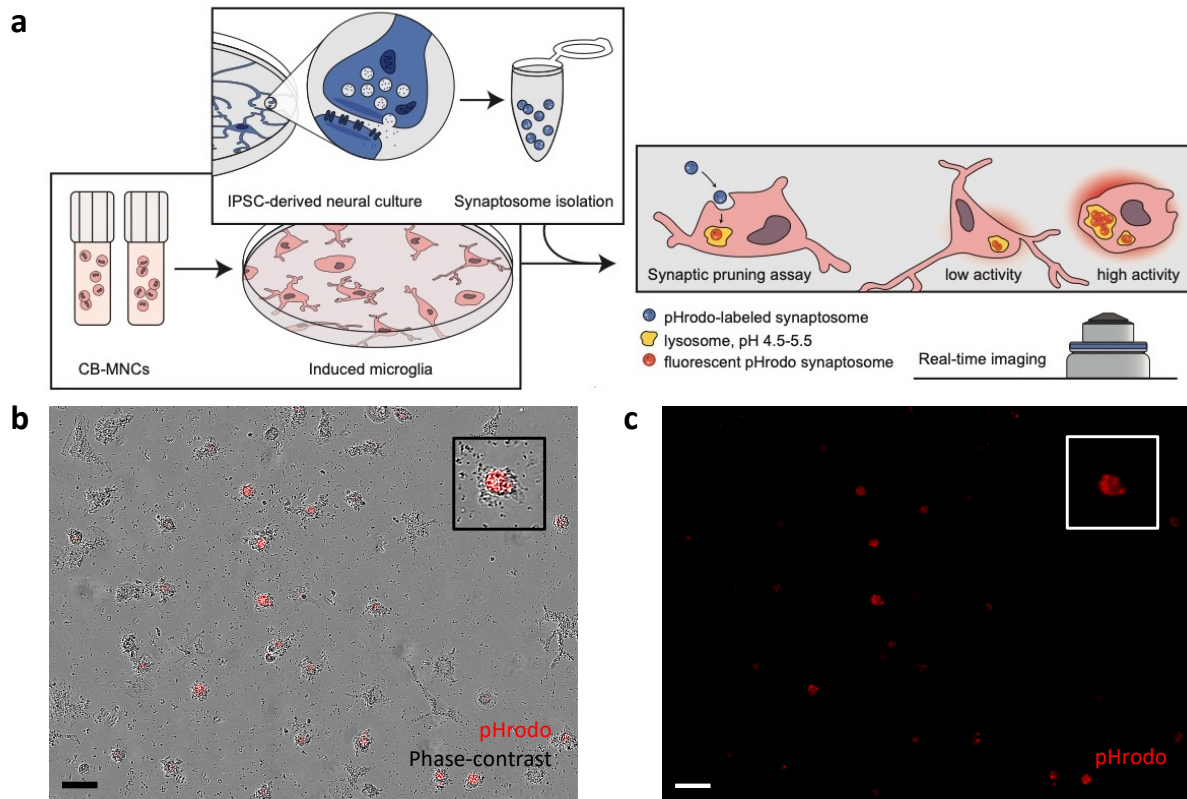 a
IPSC-derived neural culture
Synaptosome isolation
CB-MNCs
Induced microglia
Synaptic pruning assay
low activity
high activity
pHrodo-labeled synaptosome
lysosome, pH 4.5-5.5
fluorescent pHrodo synaptosome
Real-time imaging
b
pHrodo
Phase-contrast
c
pHrodo